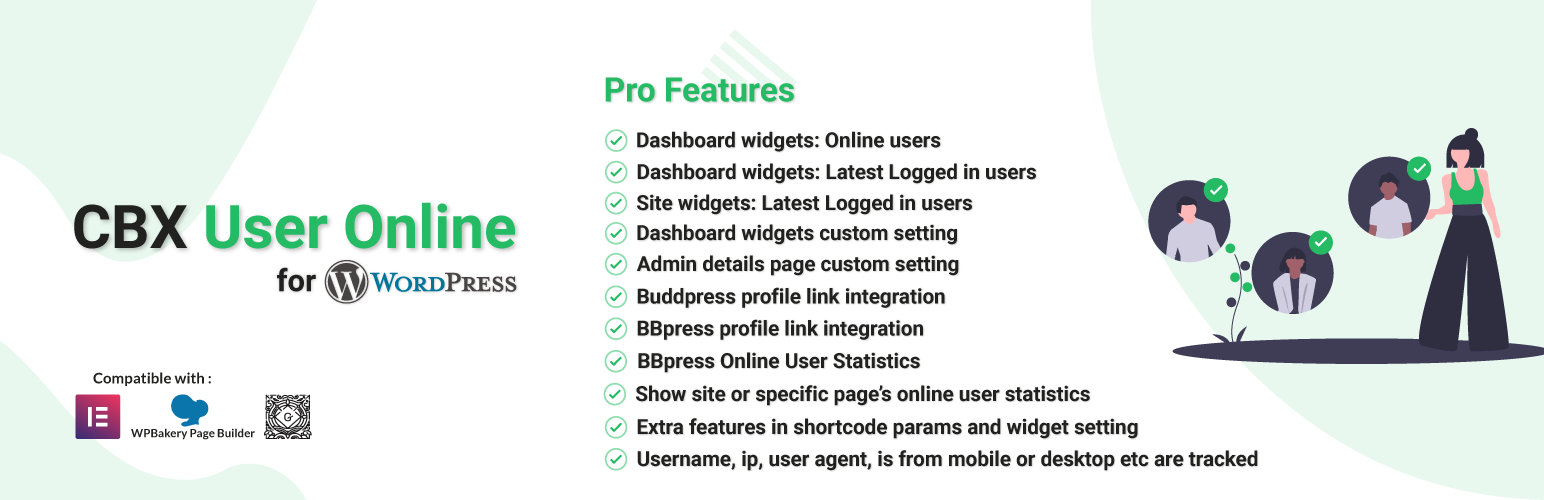 CBX User Online
for WORDPRESS
Compatible with :
WPBakery Page Builder
G
Pro Features
Dashboard widgets: Online users
Dashboard widgets: Latest Logged in users
Site widgets: Latest Logged in users
Dashboard widgets custom setting
Admin details page custom setting
Buddpress profile link integration
BBpress profile link integration
BBpress Online User Statistics
Show site or specific page’s online user statistics
Extra features in shortcode params and widget setting
Username, ip, user agent, is from mobile or desktop etc are tracked